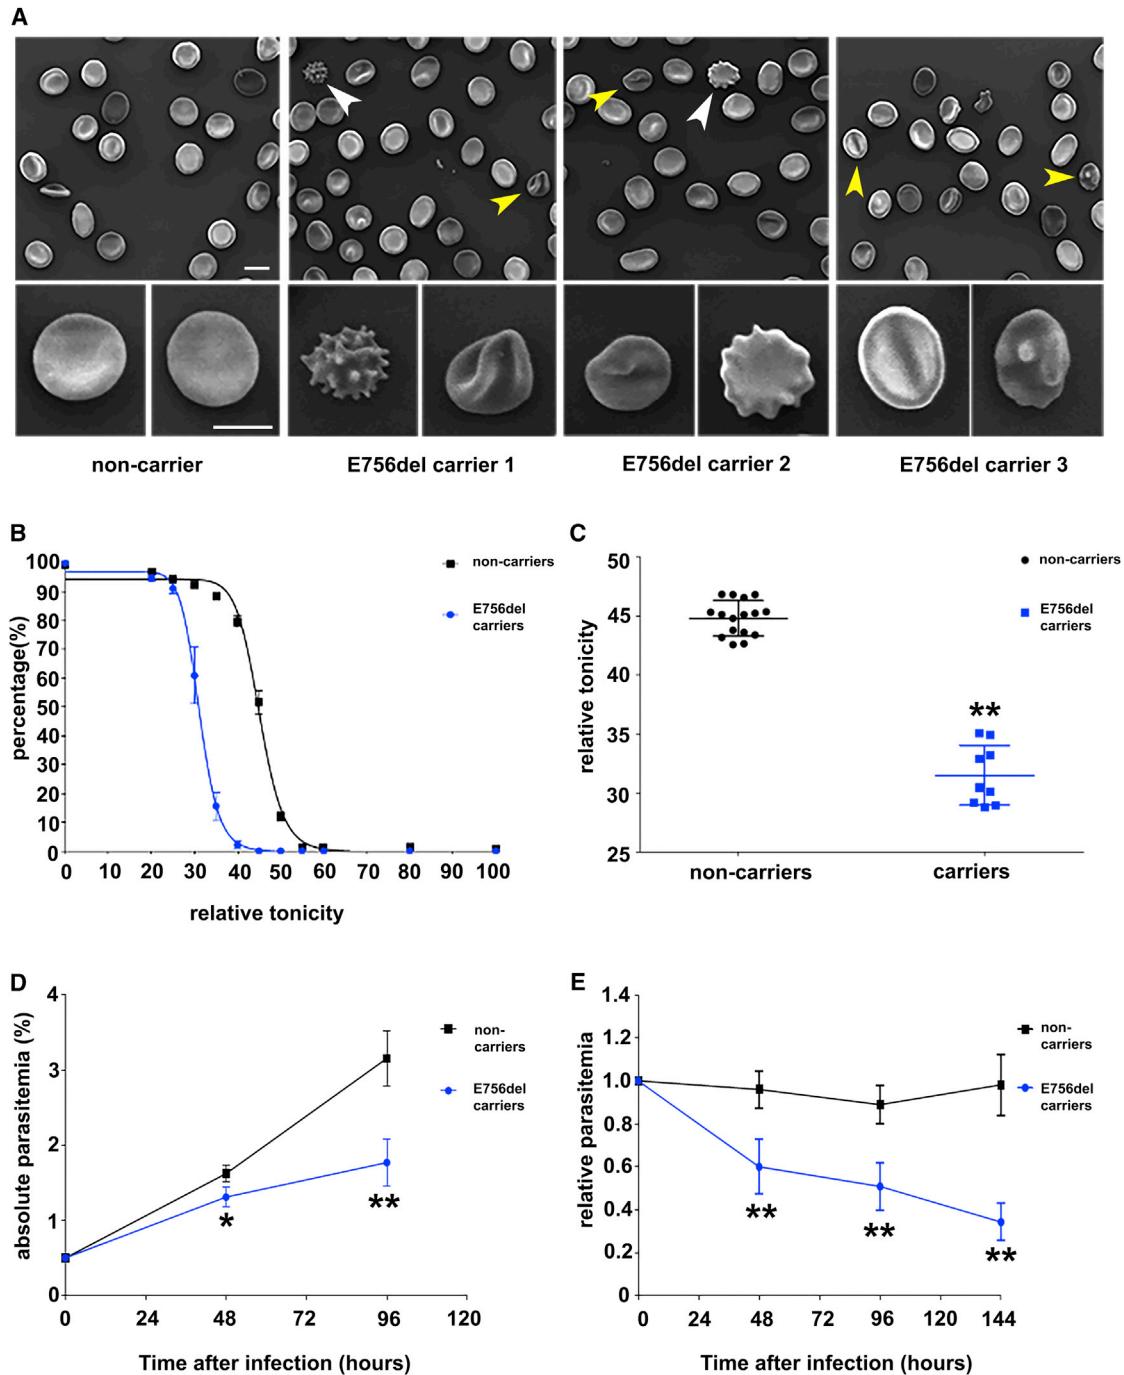 A
non-carrier
E756del carrier 1
E756del carrier 2
E756del carrier 3
B
100
90
80
70
60
50
40
30
20
10
0
percentage(%)
0 10 20 30 40 50 60 70 80 90 100
relative tonicity
non-carriers
E756del
carriers
C
50
45
40
35
30
25
relative tonicity
**
non-carriers
carriers
non-carriers
E756del
carriers
D
4
3
2
1
0
absolute parasitemia (%)
*
**
0 24 48 72 96 120
Time after infection (hours)
non-
carriers
E756del
carriers
E
1.4
1.2
1.0
0.8
0.6
0.4
0.2
0
relative parasitemia
**
**
**
0 24 48 72 96 120 144
Time after infection (hours)
non-
carriers
E756del
carriers